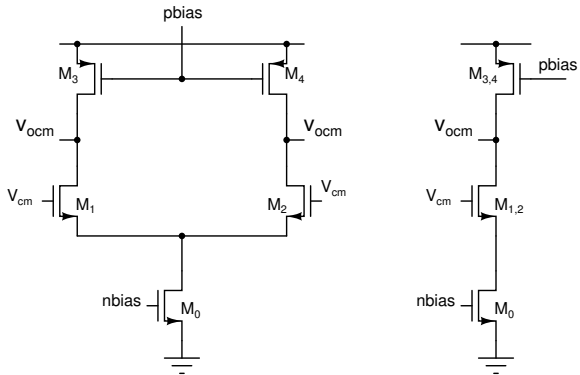 pbias
M3
M4
M3,4
pbias
vocm
vocm
vocm
Vcm
M1
M2
Vcm
Vcm
M1,2
nbias
M0
nbias
M0